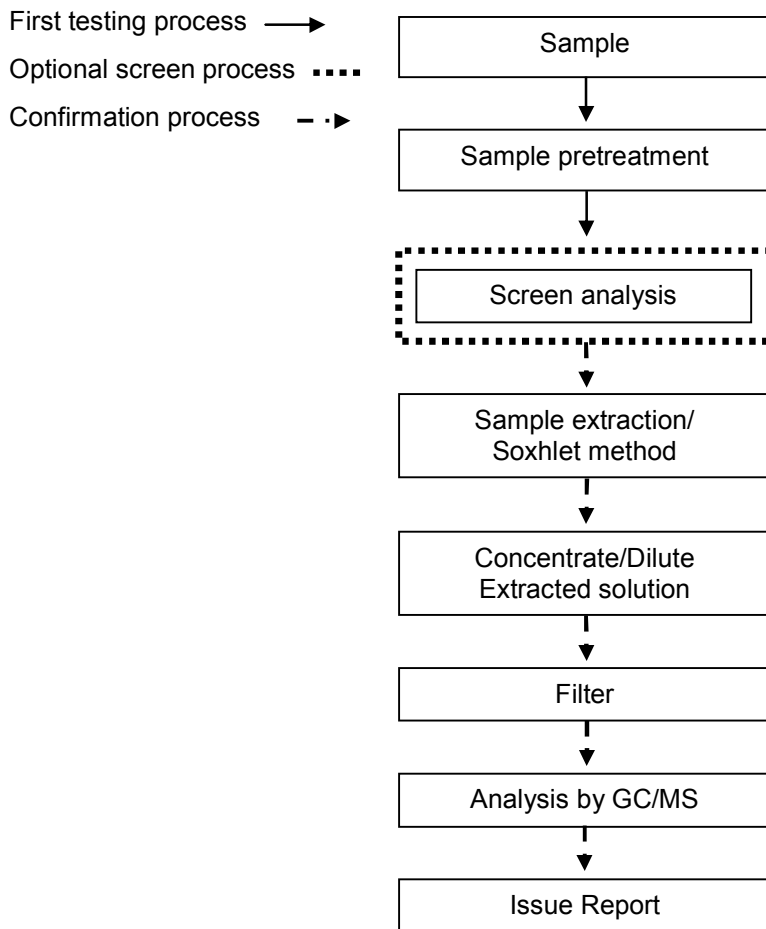 First testing process
Optional screen process
Confirmation process
Sample
Sample pretreatment
Screen analysis
Sample extraction/
Soxhlet method
Concentrate/Dilute
Extracted solution
Filter
Analysis by GC/MS
Issue Report